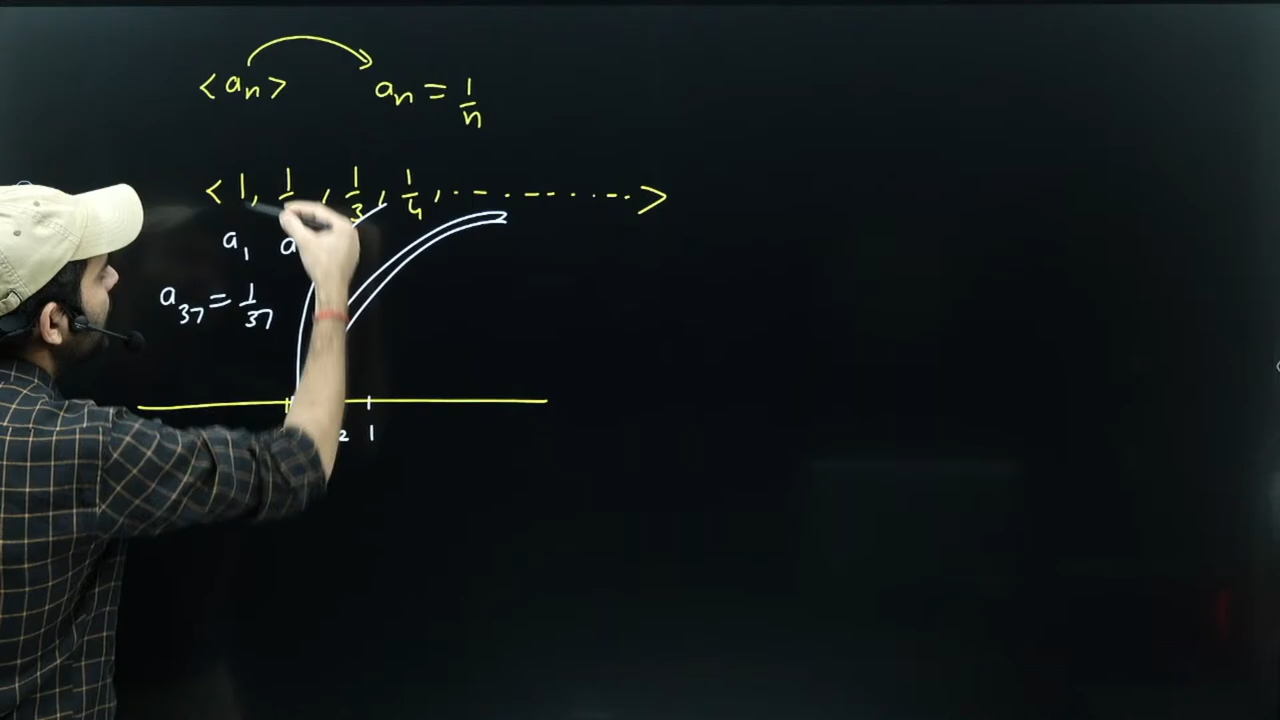 <aₙ> aₙ = 1/n
< 1, 1/ , 1/3, 1/4, ·-·-----·····->
a₁ a
a₃₇ = 1/37
2 1